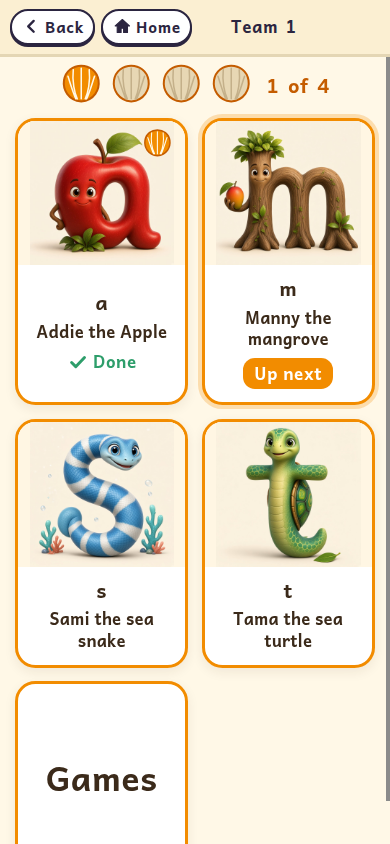 Back
Home
Team 1
1 of 4
a
Addie the Apple
Done
m
Manny the
mangrove
Up next
s
Sami the sea
snake
t
Tama the sea
turtle
Games